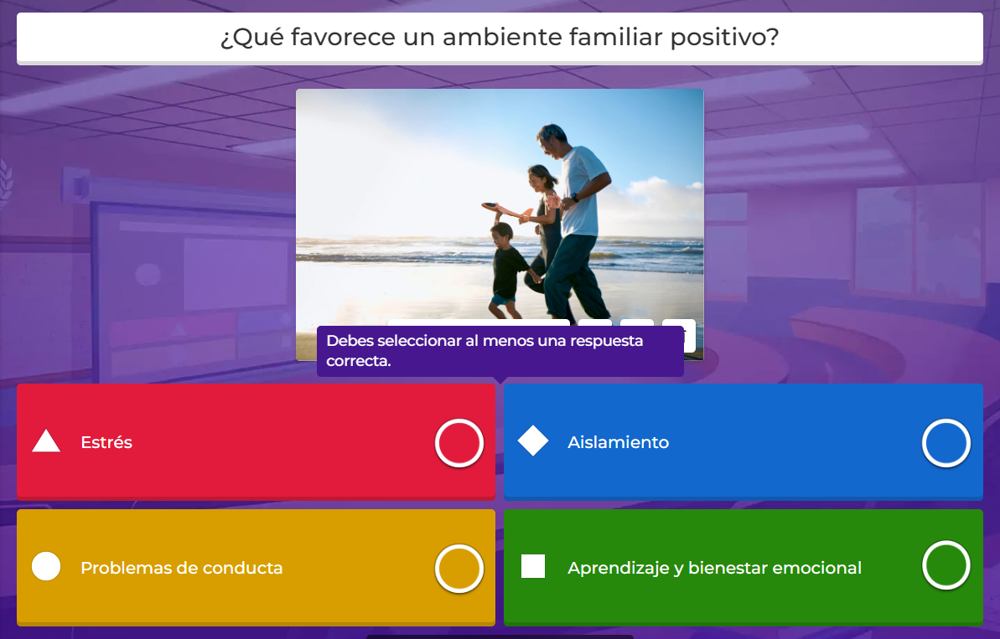 ¿Qué favorece un ambiente familiar positivo?
Debes seleccionar al menos una respuesta
correcta.
Estrés
Aislamiento
Problemas de conducta
Aprendizaje y bienestar emocional